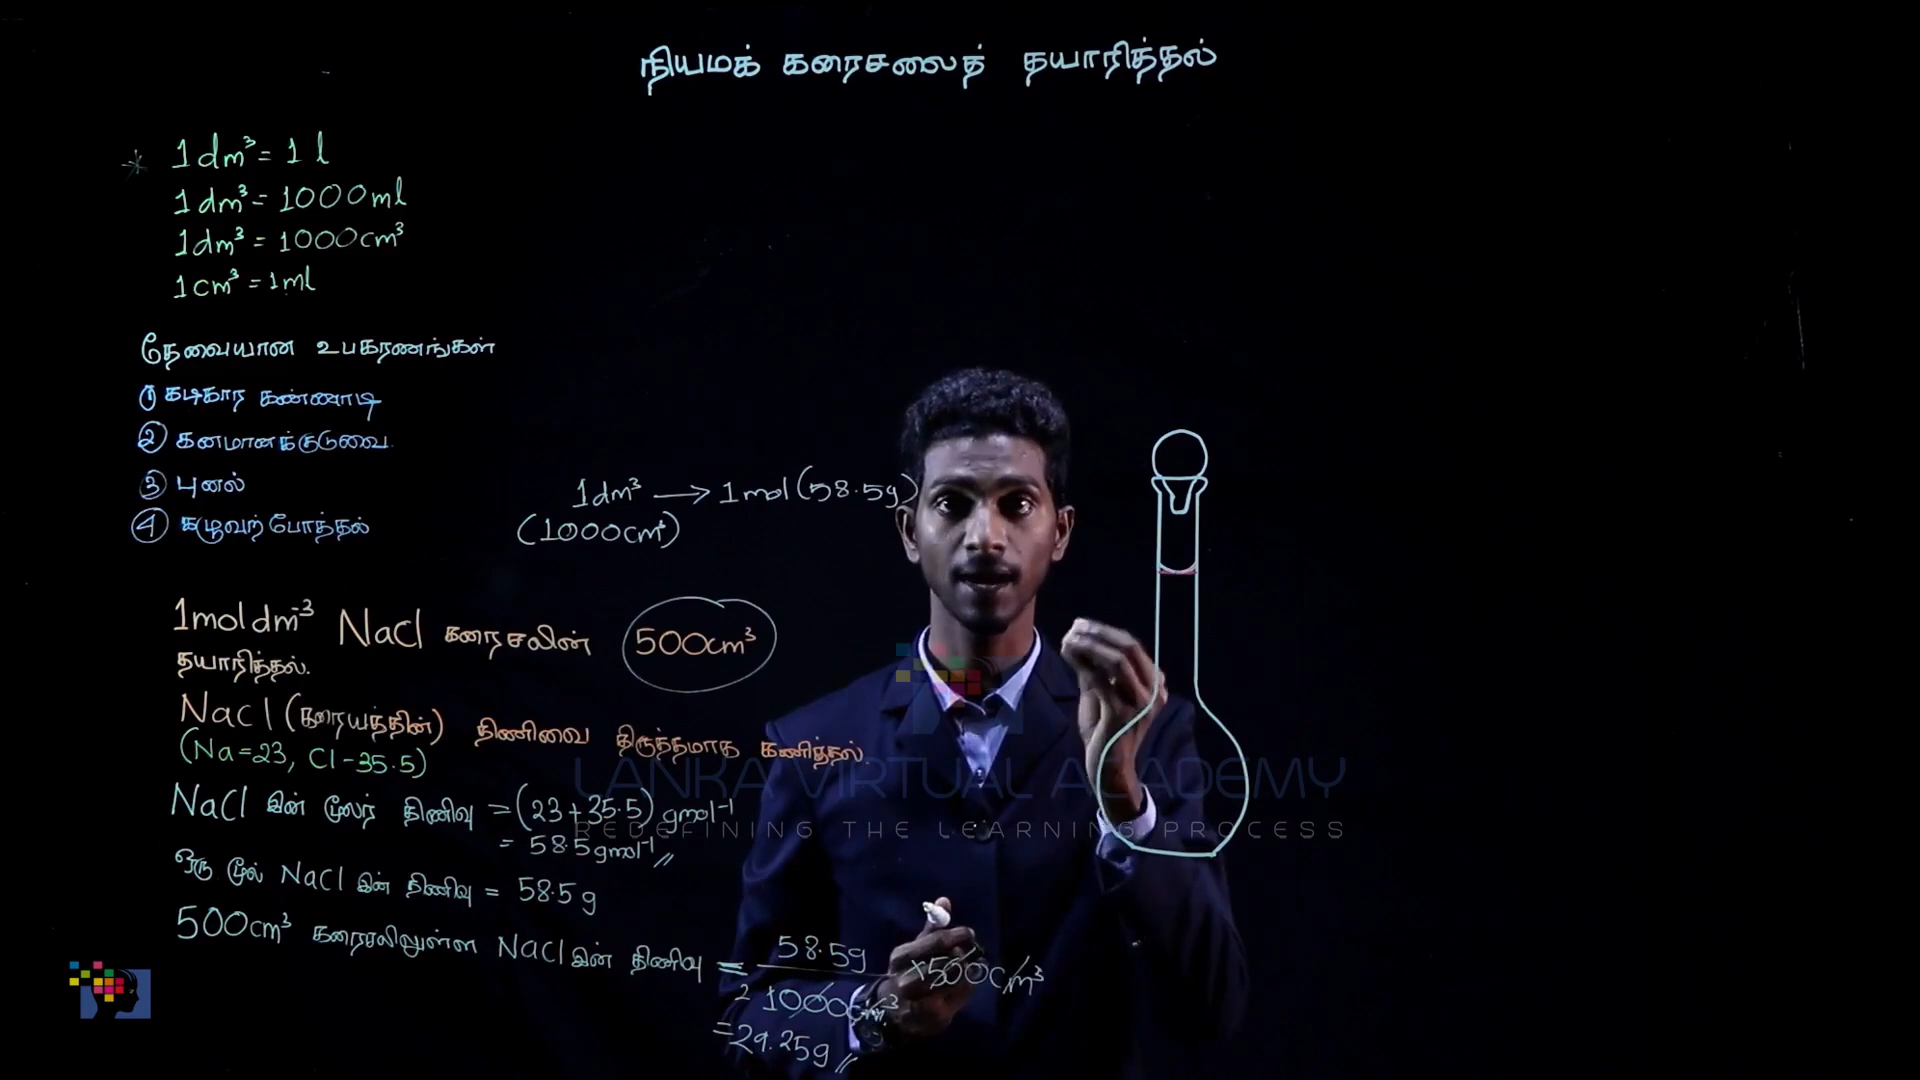 நியமக் கரைசலைத் தயாரித்தல்
* 1dm³ = 1 l
1dm³ = 1000ml
1dm³ = 1000cm³
1cm³ = 1ml
தேவையான உபகரணங்கள்
① கடிகார கண்ணாடி
② கனமானக்குடுவை.
③ புனல்
④ கழுவற்போத்தல்
1dm³ → 1mol (58.5g)
(1000cm³)
1moldm⁻³ NaCl கரைசலின் 500cm³
தயாரித்தல்.
NaCl (கரையத்தின்) திணிவை திருத்தமாக கணித்தல்.
(Na=23, Cl-35.5)
NaCl இன் மூலர் திணிவு = (23+35.5) gmol⁻¹
= 58.5gmol⁻¹//
ஒரு மூல் NaCl இன் திணிவு = 58.5g
500cm³ கரைசலிலுள்ள NaCl இன் திணிவு = 58.5g
2 1000cm³
×500cm³
=29.25g//
LANKA VIRTUAL ACADEMY
REDEFINING THE LEARNING PROCESS